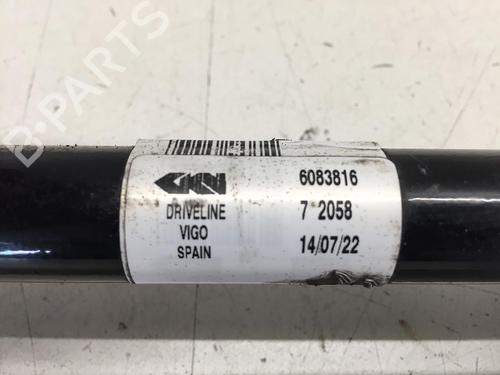 B-PARTS
GKN
DRIVELINE
VIGO
SPAIN
6083816
7 2058
14/07/22